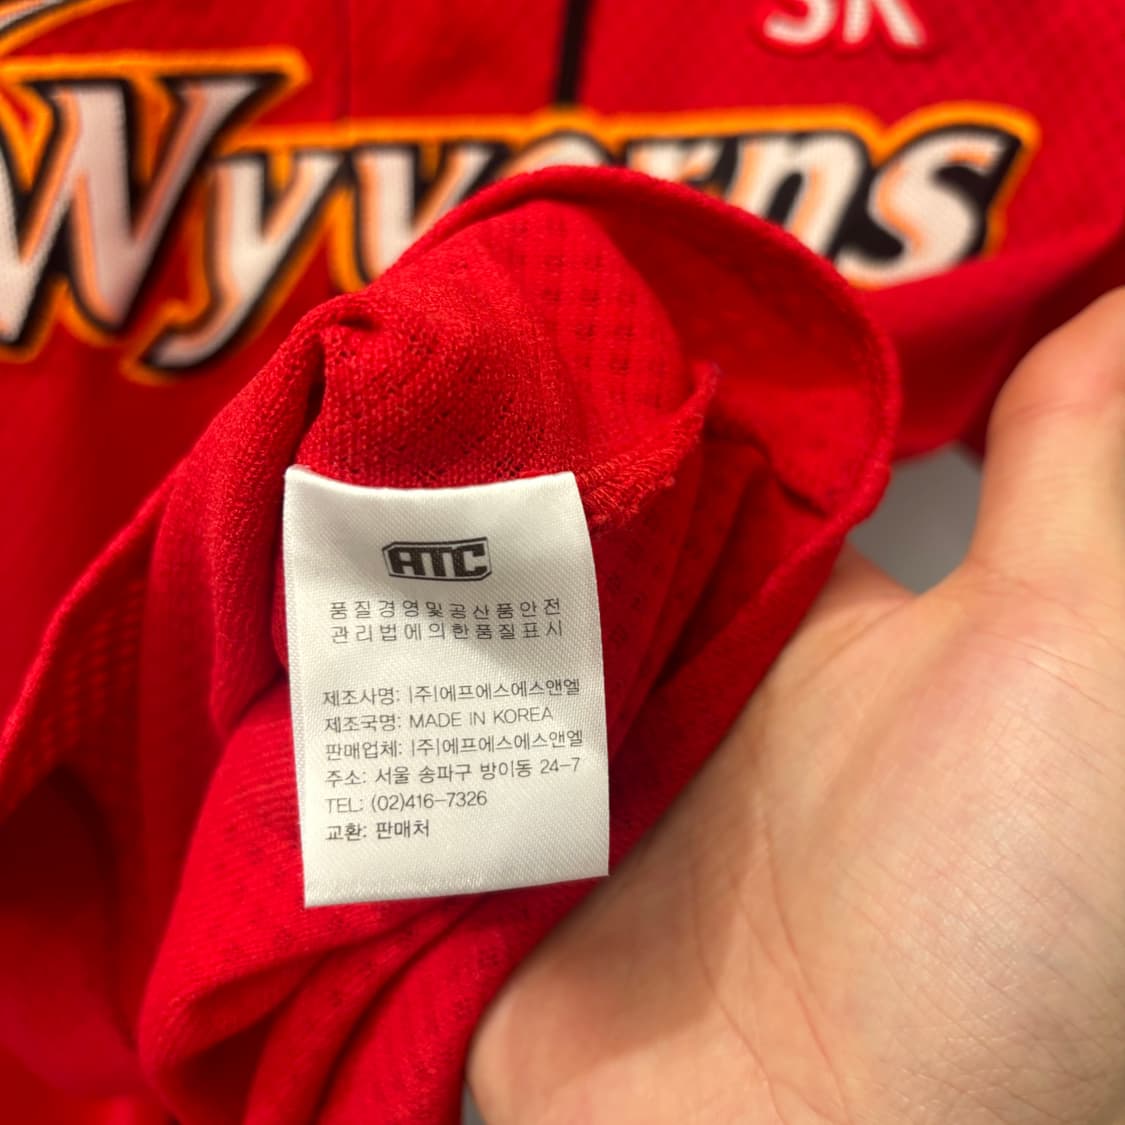 SK
Wyverns
ATC
품질경영및공산품안전
관리법에의한품질표시
제조사명: |주|에프에스에스앤엘
제조국명: MADE IN KOREA
판매업체: |주|에프에스에스앤엘
주소: 서울 송파구 방이동 24-7
TEL: (02)416-7326
교환: 판매처